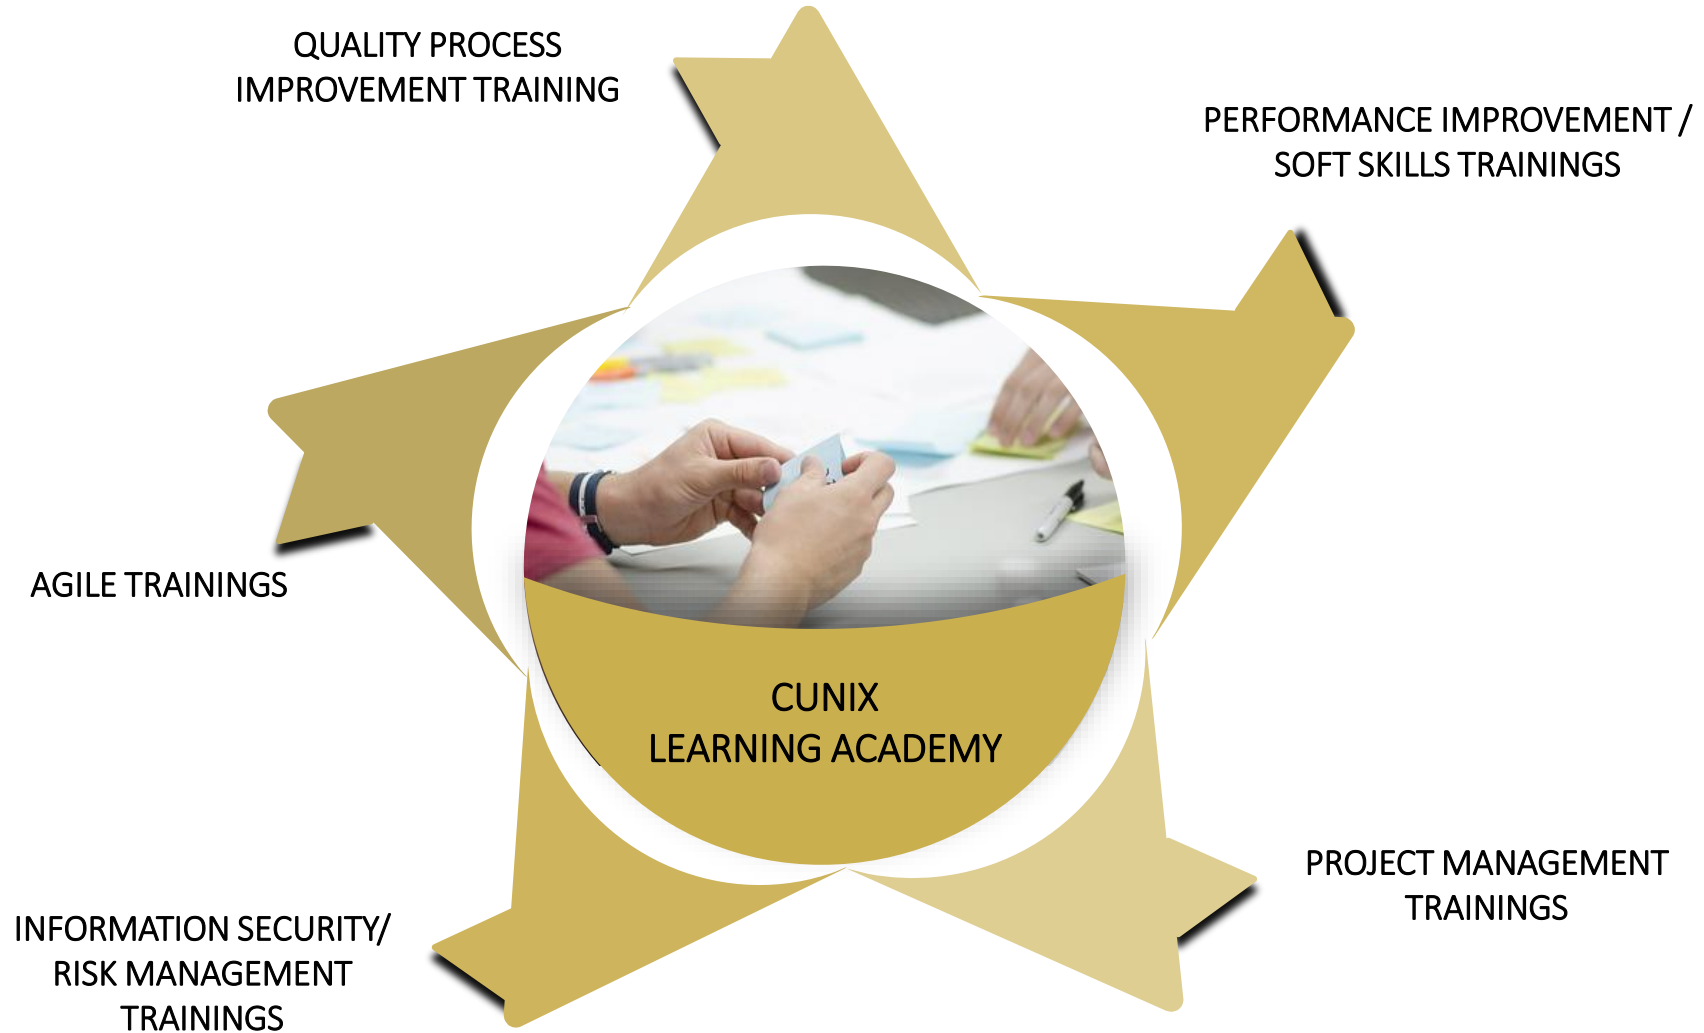 QUALITY PROCESS
IMPROVEMENT TRAINING
PERFORMANCE IMPROVEMENT /
SOFT SKILLS TRAININGS
AGILE TRAININGS
CUNIX
LEARNING ACADEMY
PROJECT MANAGEMENT
TRAININGS
INFORMATION SECURITY/
RISK MANAGEMENT
TRAININGS